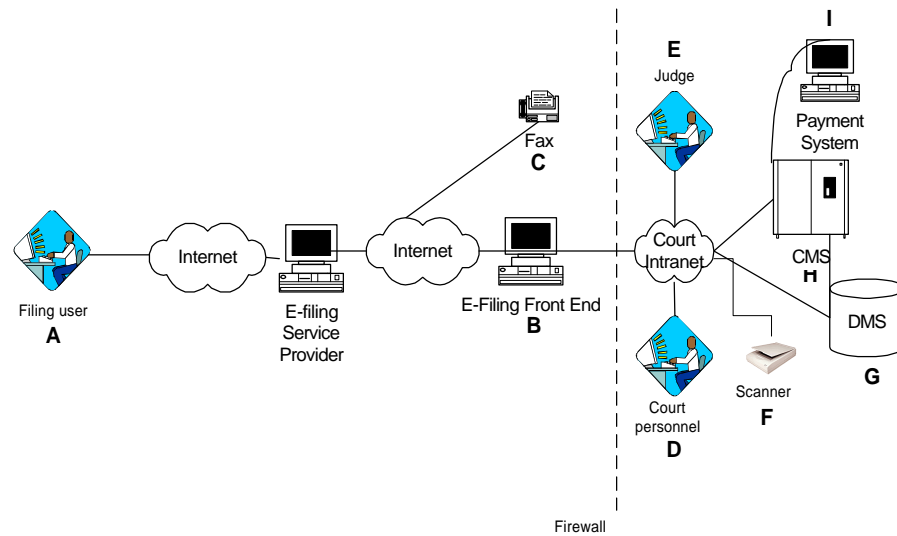 I
E
Judge
Payment
System
Fax
C
Internet
Internet
Court
Intranet
CMS
H
DMS
Filing user
A
E-filing
Service
Provider
E-Filing Front End
B
G
Court
personnel
D
Scanner
F
Firewall